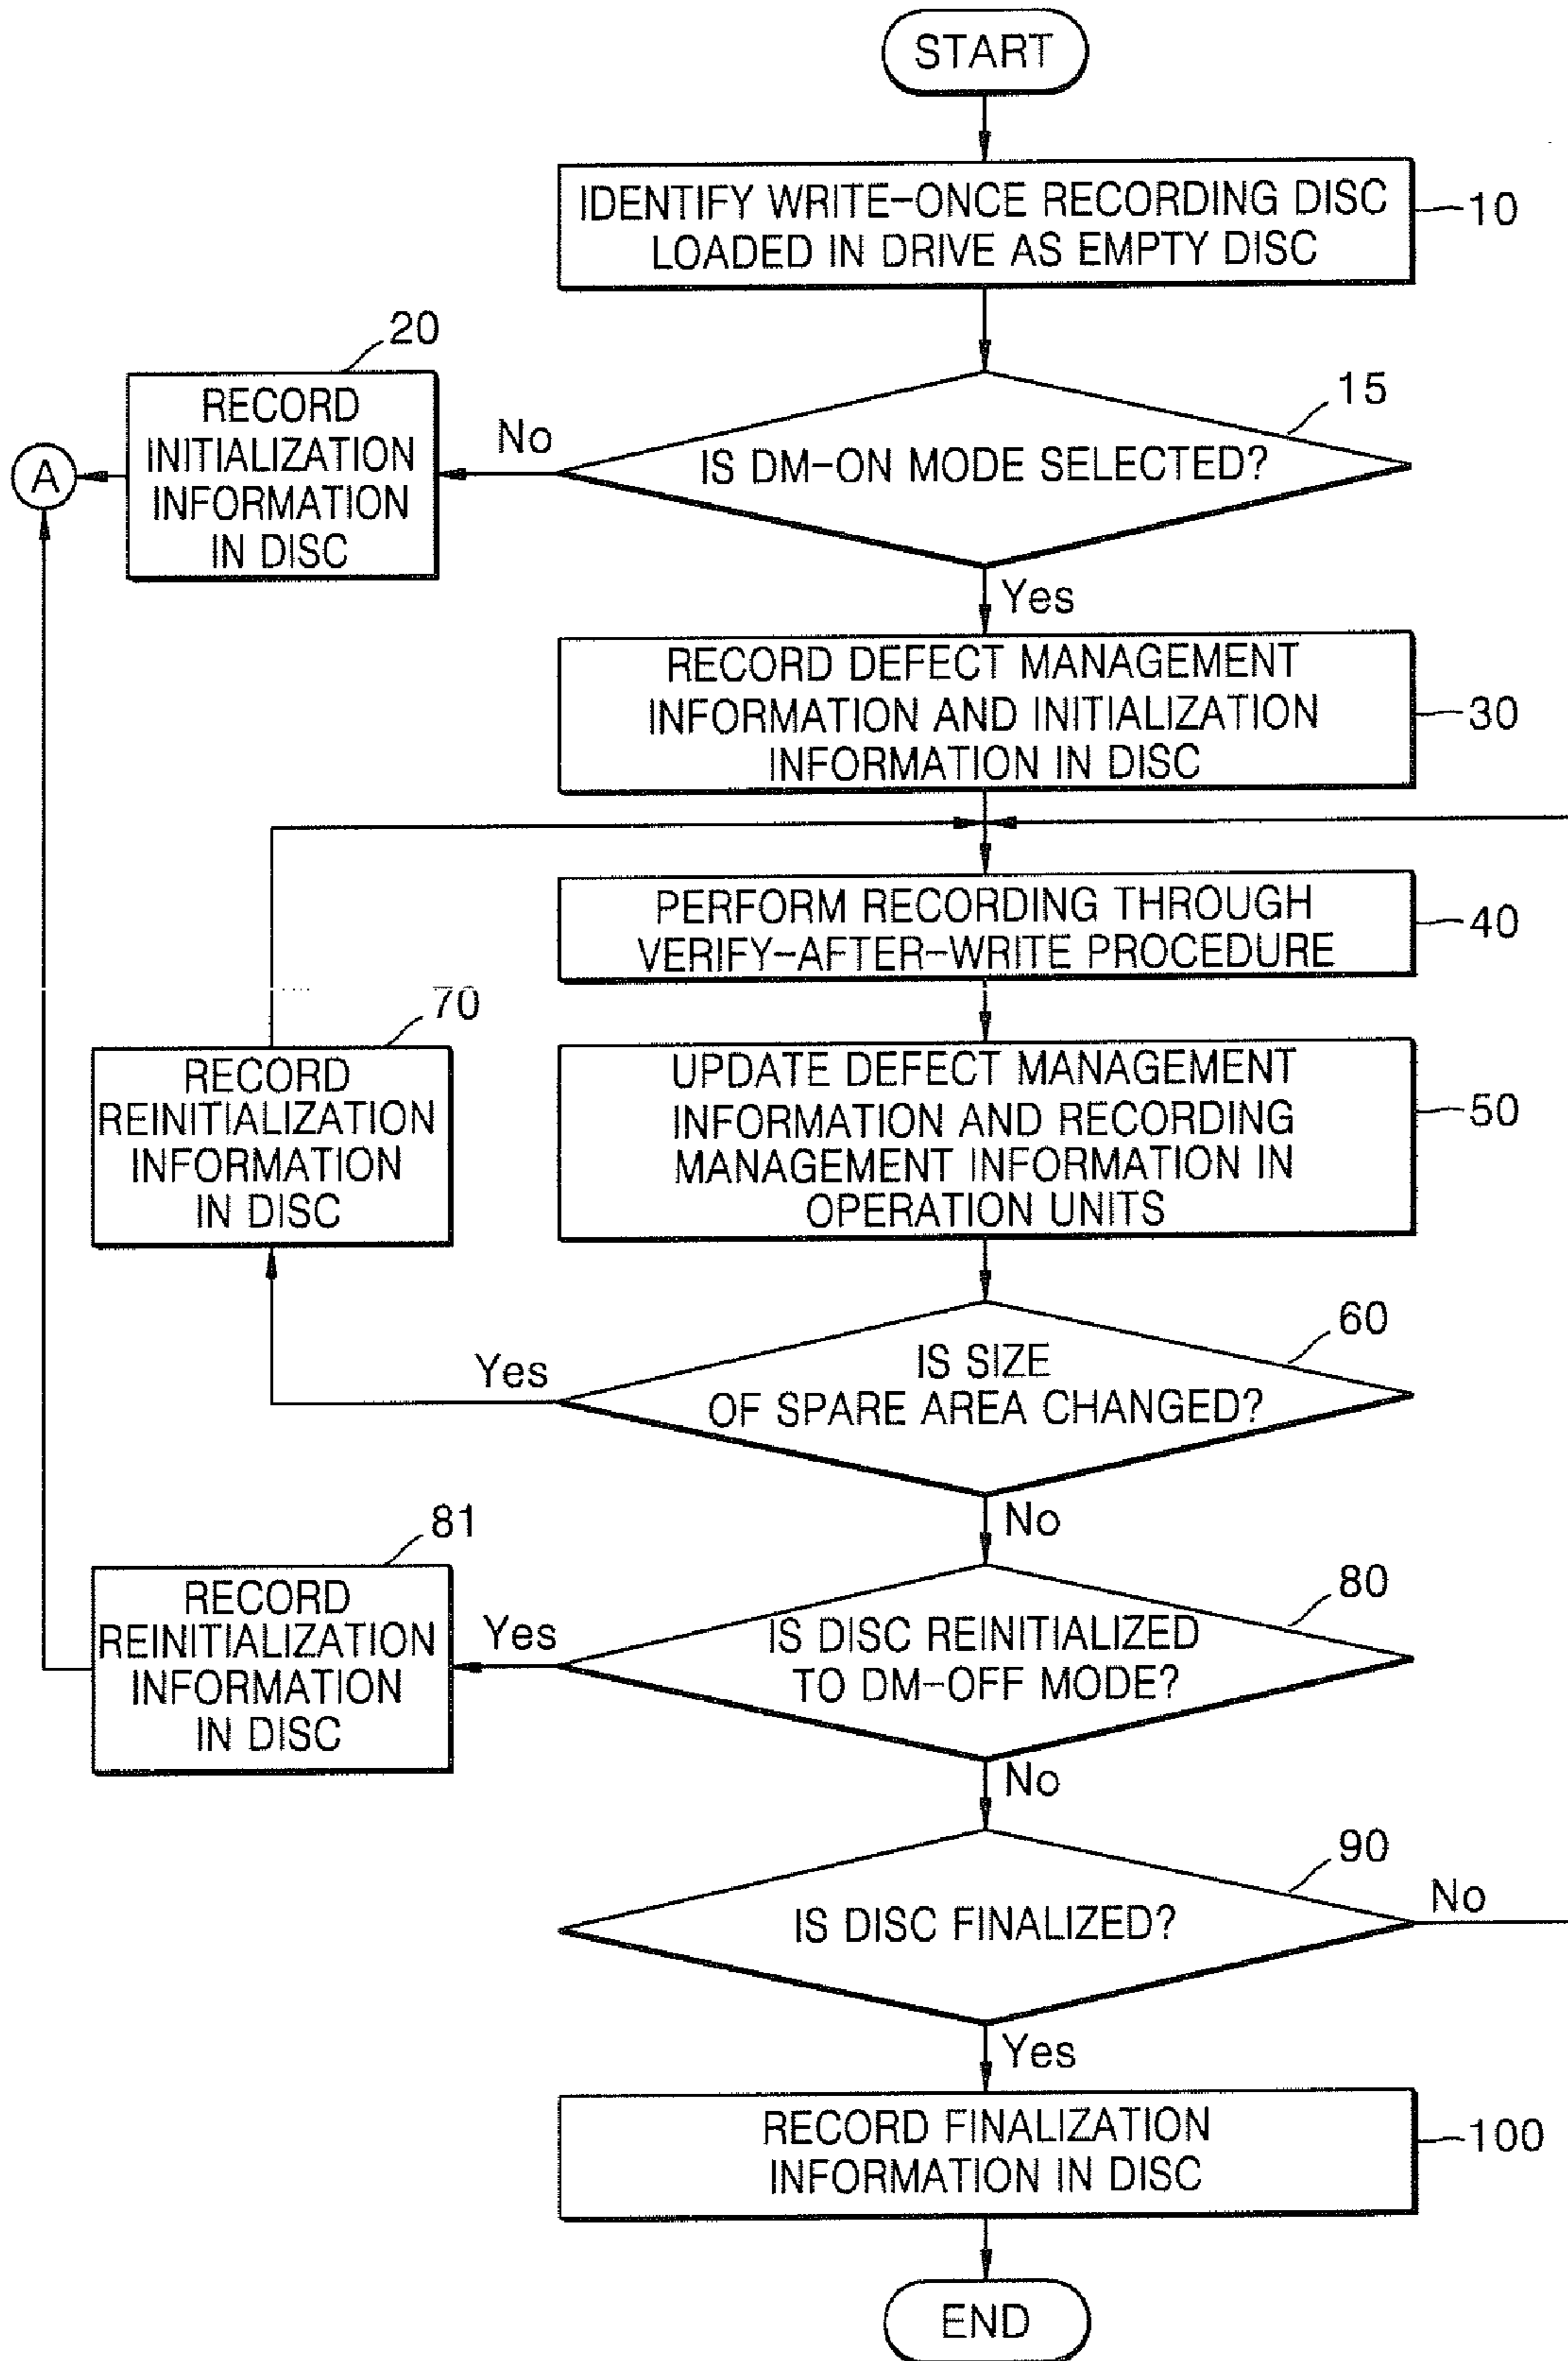 START
IDENTIFY WRITE-ONCE RECORDING DISC
LOADED IN DRIVE AS EMPTY DISC
10
15
IS DM-ON MODE SELECTED?
No
20
RECORD
INITIALIZATION
INFORMATION
IN DISC
A
Yes
RECORD DEFECT MANAGEMENT
INFORMATION AND INITIALIZATION
INFORMATION IN DISC
30
PERFORM RECORDING THROUGH
VERIFY-AFTER-WRITE PROCEDURE
40
UPDATE DEFECT MANAGEMENT
INFORMATION AND RECORDING
MANAGEMENT INFORMATION IN
OPERATION UNITS
50
60
IS SIZE
OF SPARE AREA CHANGED?
Yes
70
RECORD
REINITIALIZATION
INFORMATION
IN DISC
No
80
IS DISC REINITIALIZED
TO DM-OFF MODE?
Yes
81
RECORD
REINITIALIZATION
INFORMATION
IN DISC
No
90
IS DISC FINALIZED?
No
Yes
RECORD FINALIZATION
INFORMATION IN DISC
100
END